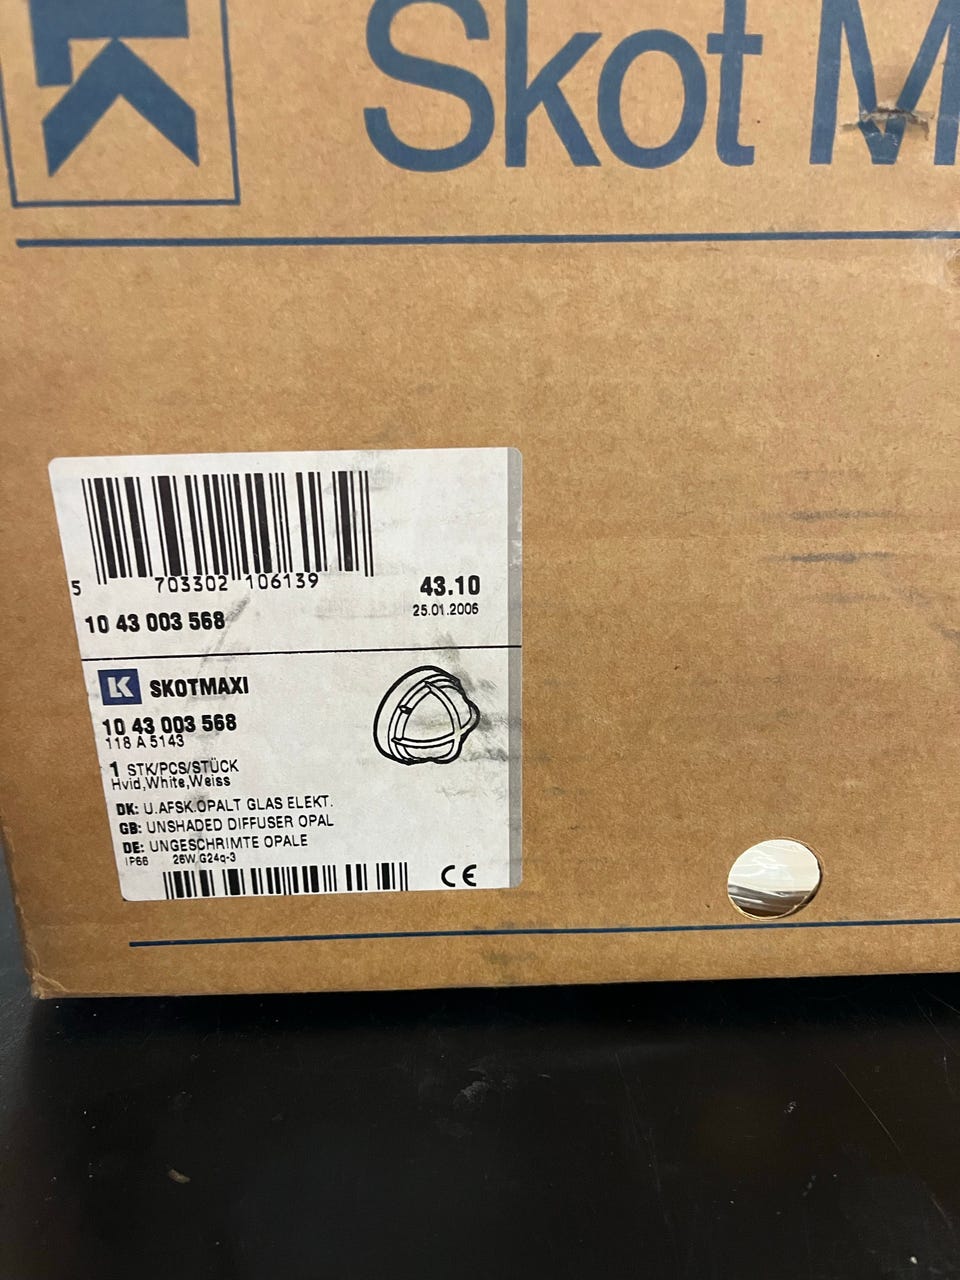 LK
Skot M
5 703302 106139
43.10
25.01.2006
10 43 003 568
LK SKOTMAXI
10 43 003 568
118 A 5143
1 STK/PCS/STÜCK
Hvid,White,Weiss
DK: U.AFSK.OPALT GLAS ELEKT.
GB: UNSHADED DIFFUSER OPAL
DE: UNGESCHRIMTE OPALE
IP66 26W,G24q-3
CE